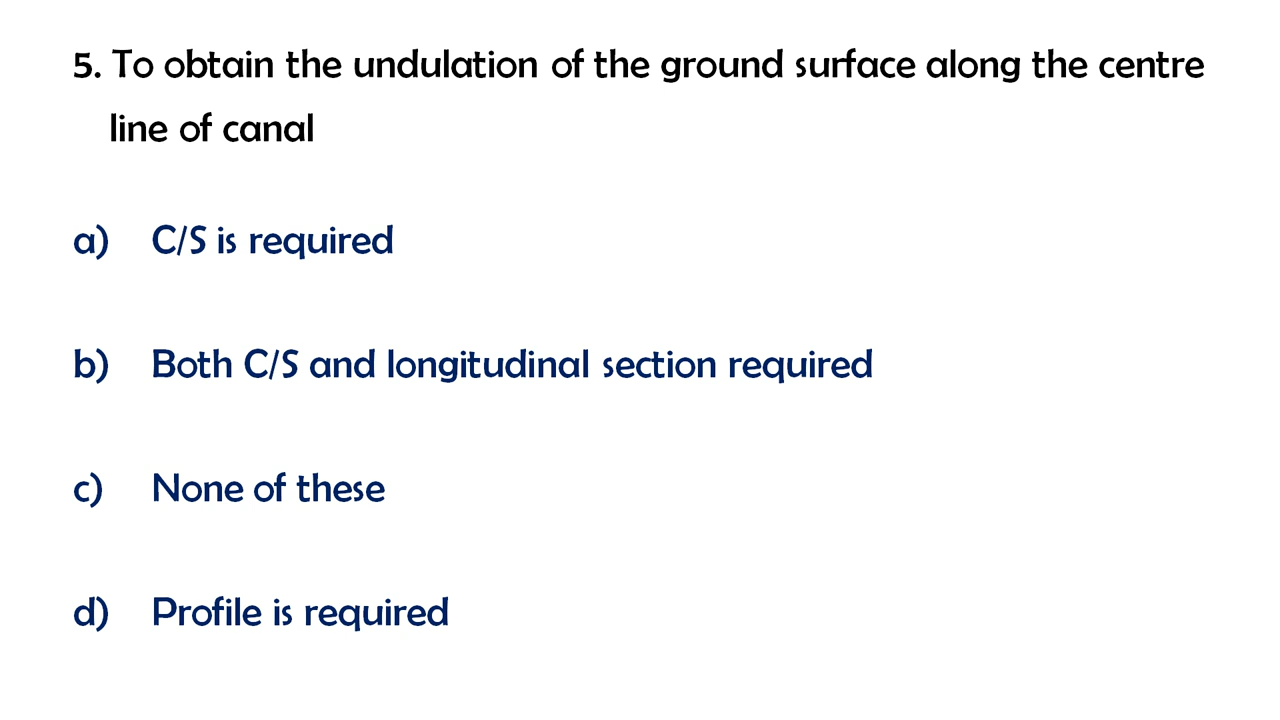 5. To obtain the undulation of the ground surface along the centre
line of canal
a) C/S is required
b) Both C/S and longitudinal section required
c) None of these
d) Profile is required